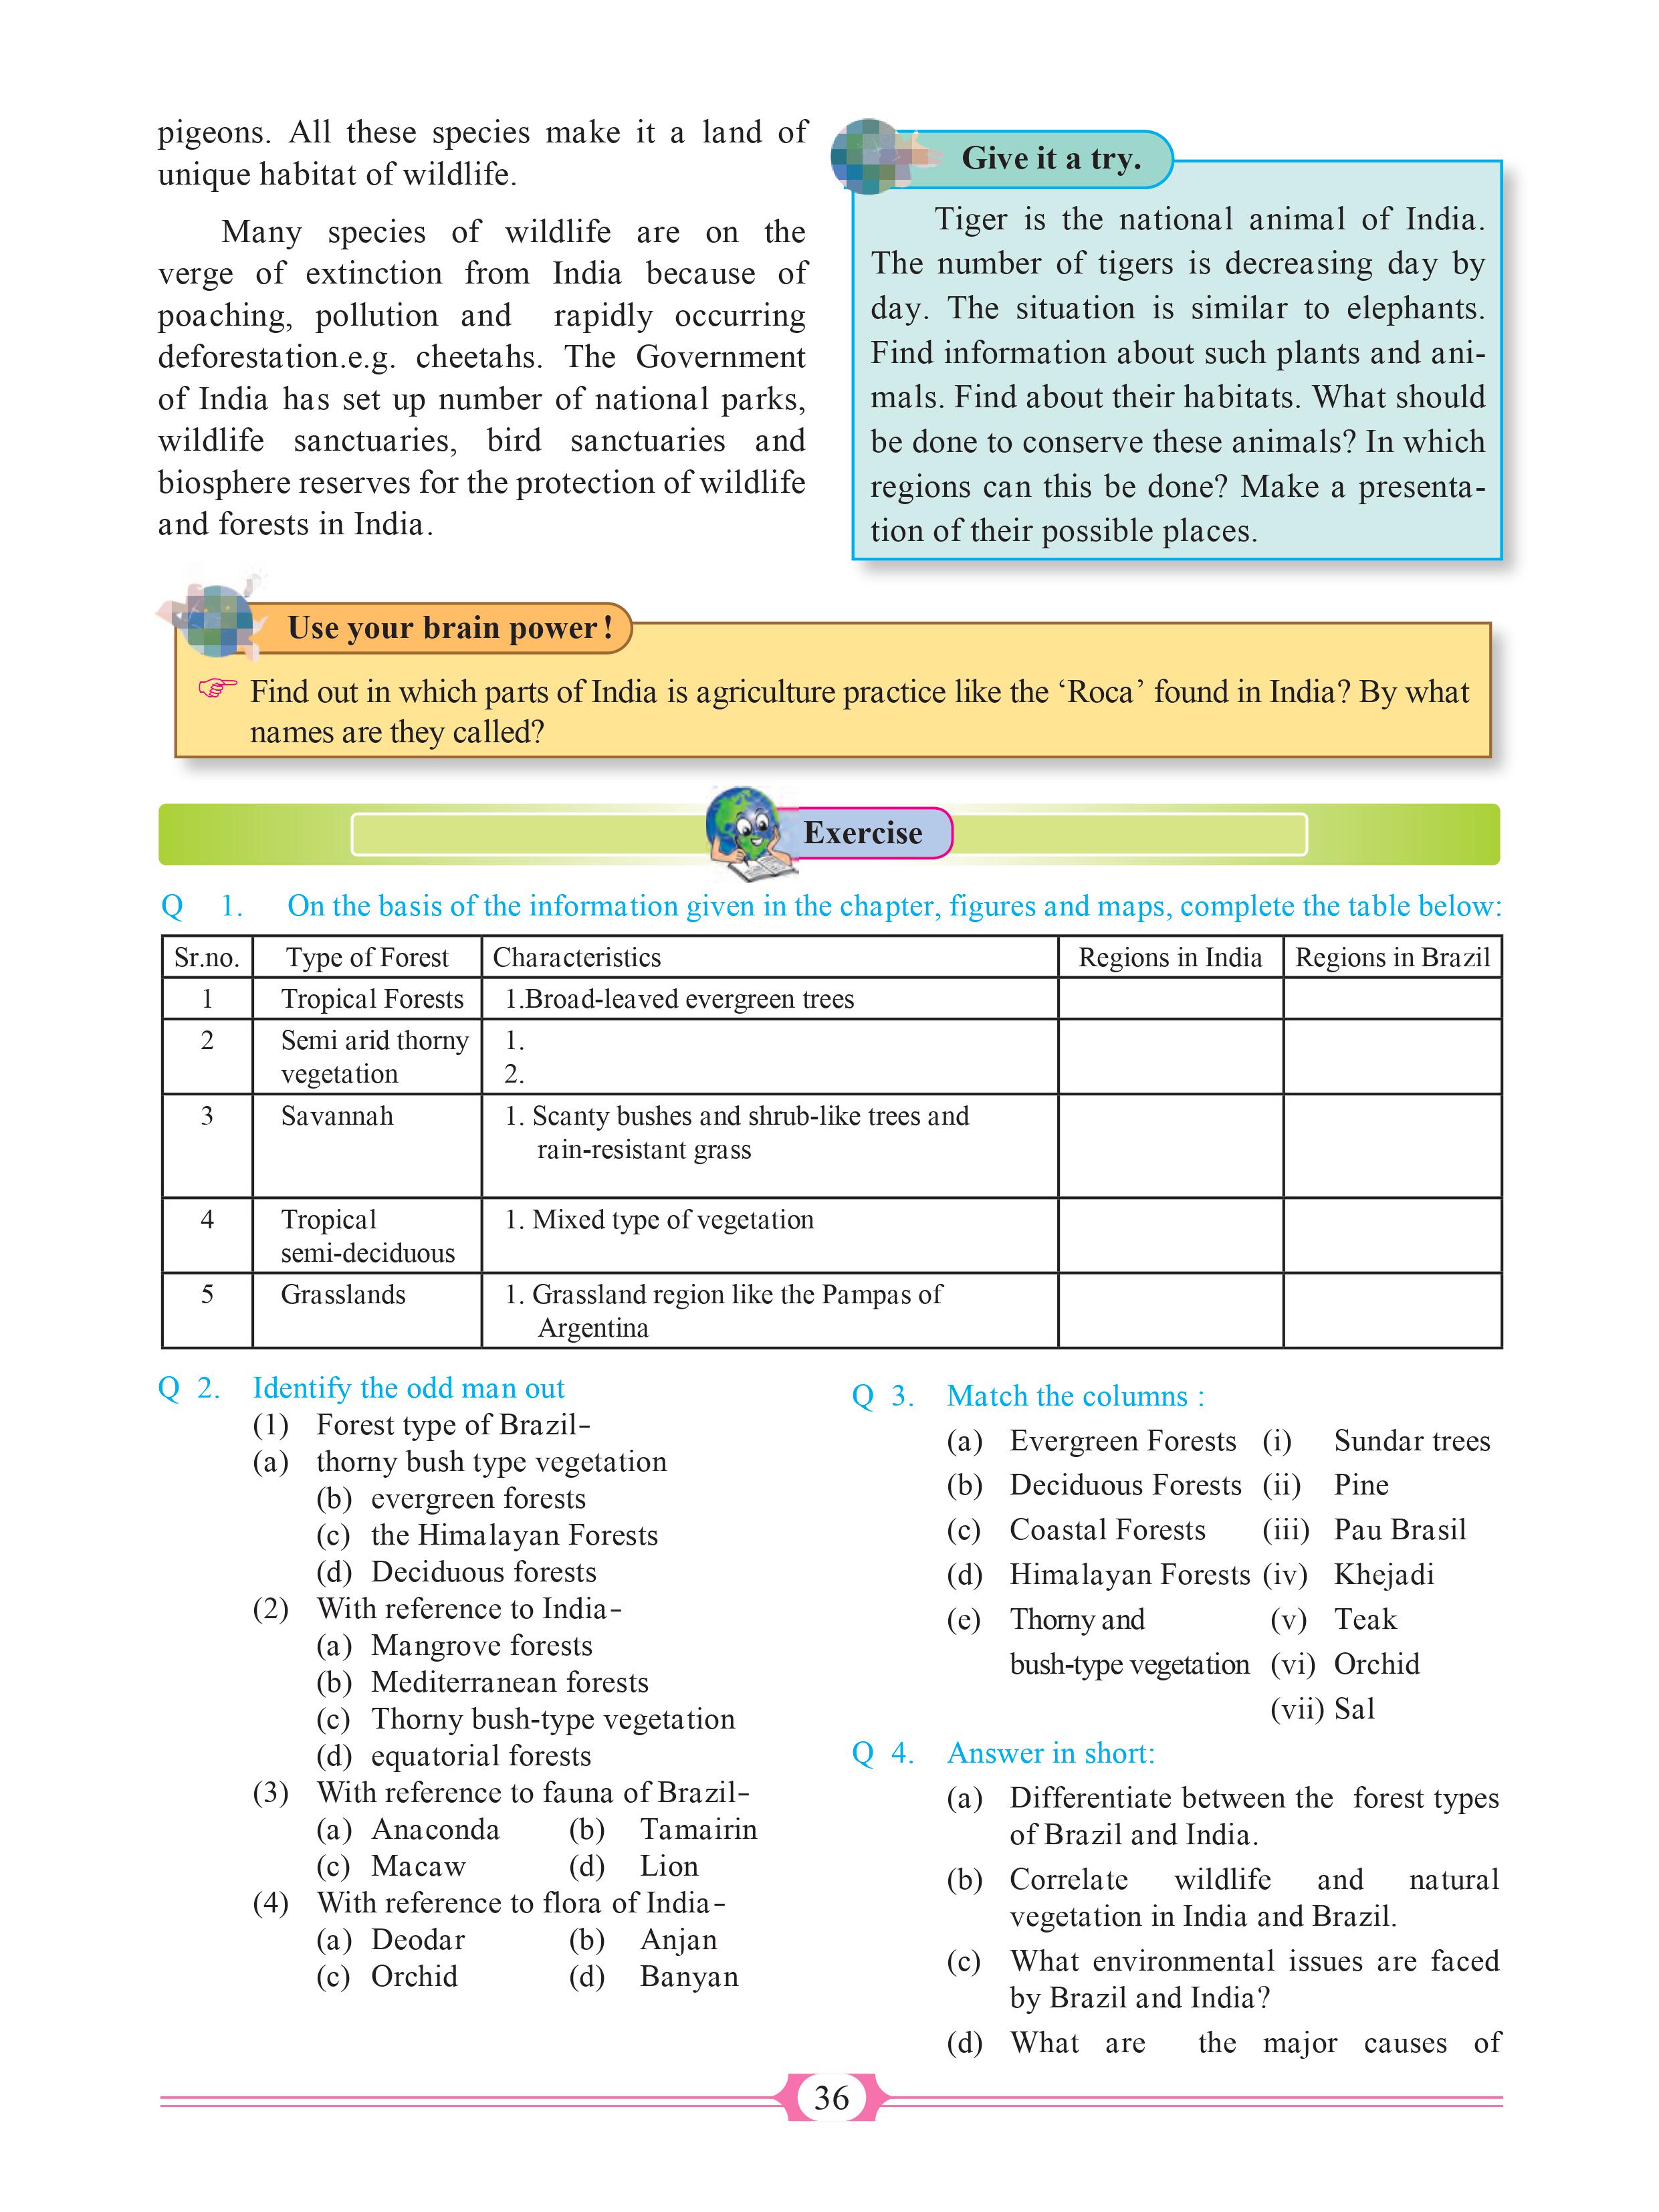 pigeons. All these species make it a land of
unique habitat of wildlife.
Many species of wildlife are on the
verge of extinction from India because of
poaching, pollution and rapidly occurring
deforestation.e.g. cheetahs. The Government
of India has set up number of national parks,
wildlife sanctuaries, bird sanctuaries and
biosphere reserves for the protection of wildlife
and forests in India.
Give it a try.
Tiger is the national animal of India.
The number of tigers is decreasing day by
day. The situation is similar to elephants.
Find information about such plants and ani-
mals. Find about their habitats. What should
be done to conserve these animals? In which
regions can this be done? Make a presenta-
tion of their possible places.
Use your brain power!
☞ Find out in which parts of India is agriculture practice like the ‘Roca’ found in India? By what
names are they called?
Exercise
Q 1. On the basis of the information given in the chapter, figures and maps, complete the table below:
Sr.no. Type of Forest Characteristics Regions in India Regions in Brazil
1 Tropical Forests 1.Broad-leaved evergreen trees
2 Semi arid thorny 1.
vegetation 2.
3 Savannah 1. Scanty bushes and shrub-like trees and
rain-resistant grass
4 Tropical 1. Mixed type of vegetation
semi-deciduous
5 Grasslands 1. Grassland region like the Pampas of
Argentina
Q 2. Identify the odd man out
(1) Forest type of Brazil-
(a) thorny bush type vegetation
(b) evergreen forests
(c) the Himalayan Forests
(d) Deciduous forests
(2) With reference to India-
(a) Mangrove forests
(b) Mediterranean forests
(c) Thorny bush-type vegetation
(d) equatorial forests
(3) With reference to fauna of Brazil-
(a) Anaconda (b) Tamairin
(c) Macaw (d) Lion
(4) With reference to flora of India-
(a) Deodar (b) Anjan
(c) Orchid (d) Banyan
Q 3. Match the columns :
(a) Evergreen Forests (i) Sundar trees
(b) Deciduous Forests (ii) Pine
(c) Coastal Forests (iii) Pau Brasil
(d) Himalayan Forests (iv) Khejadi
(e) Thorny and (v) Teak
bush-type vegetation (vi) Orchid
(vii) Sal
Q 4. Answer in short:
(a) Differentiate between the forest types
of Brazil and India.
(b) Correlate wildlife and natural
vegetation in India and Brazil.
(c) What environmental issues are faced
by Brazil and India?
(d) What are the major causes of
36